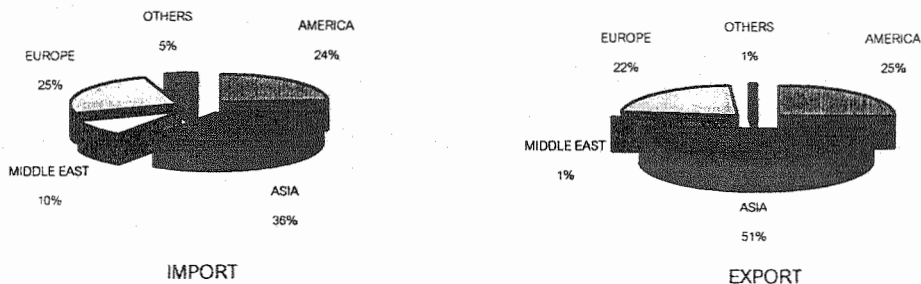 OTHERS
5%
AMERICA
24%
EUROPE
25%
MIDDLE EAST
10%
ASIA
36%
IMPORT
OTHERS
1%
AMERICA
25%
EUROPE
22%
MIDDLE EAST
1%
ASIA
51%
EXPORT